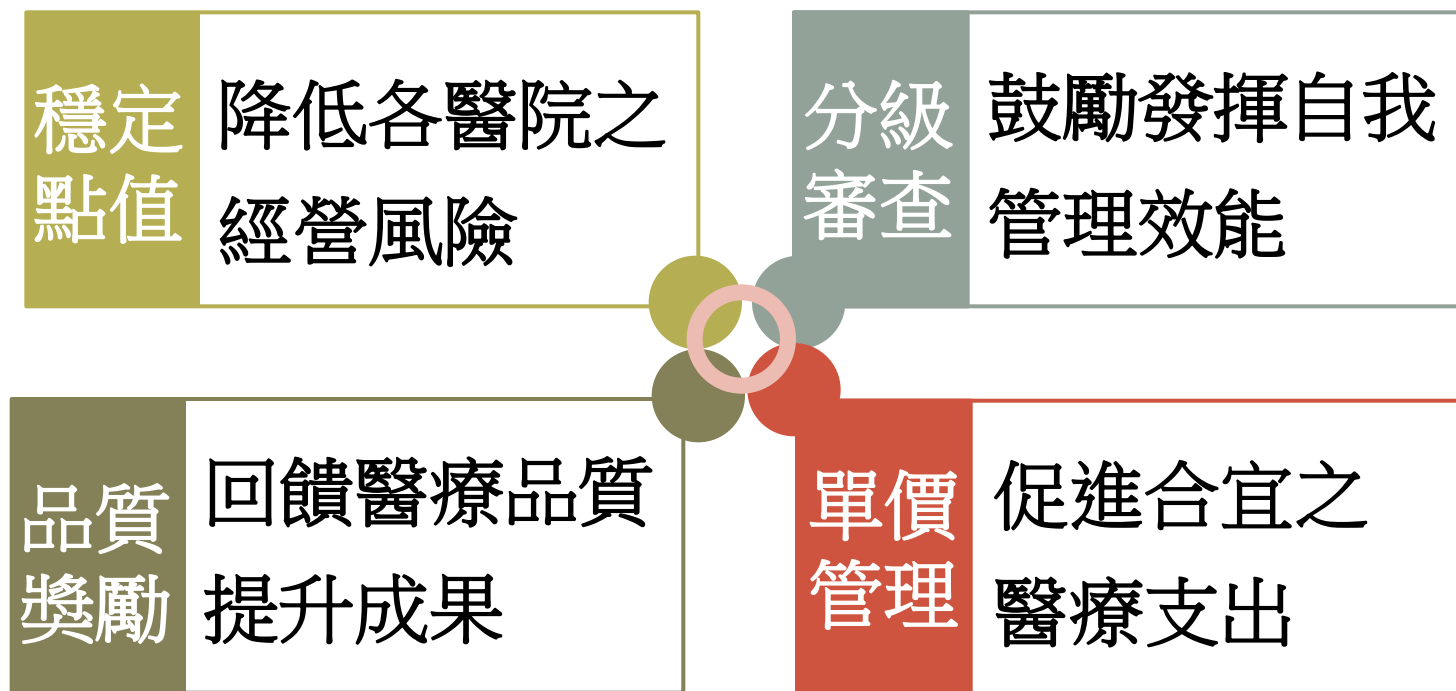 穩定
點值
降低各醫院之
經營風險
分級
審查
鼓勵發揮自我
管理效能
品質
獎勵
回饋醫療品質
提升成果
單價
管理
促進合宜之
醫療支出